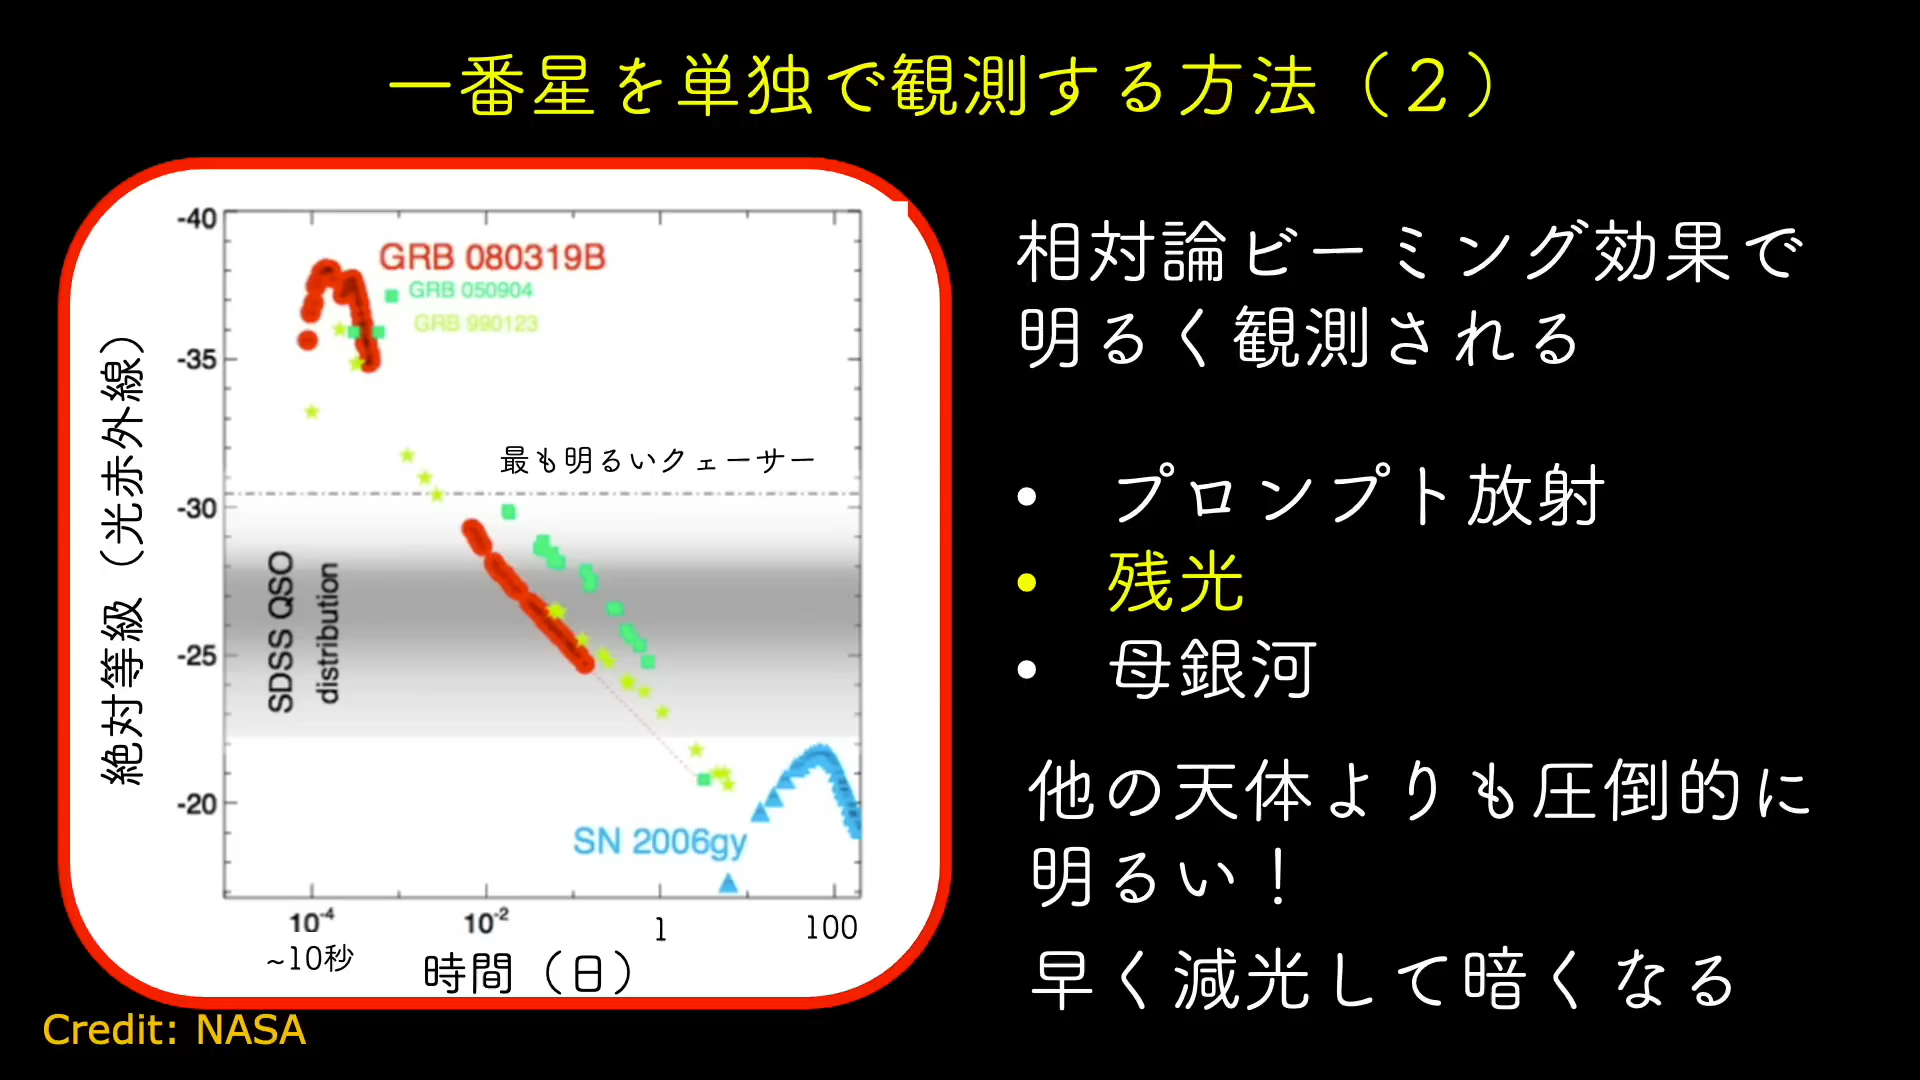 一番星を単独で観測する方法（２）
-40
-35
-30
-25
-20
絶対等級（光赤外線）
GRB 080319B
GRB 050904
GRB 990123
最も明るいクェーサー
SDSS QSO
distribution
SN 2006gy
10-4
10-2
1
100
~10秒
時間（日）
Credit: NASA
相対論ビーミング効果で
明るく観測される
• プロンプト放射
• 残光
• 母銀河
他の天体よりも圧倒的に
明るい！
早く減光して暗くなる